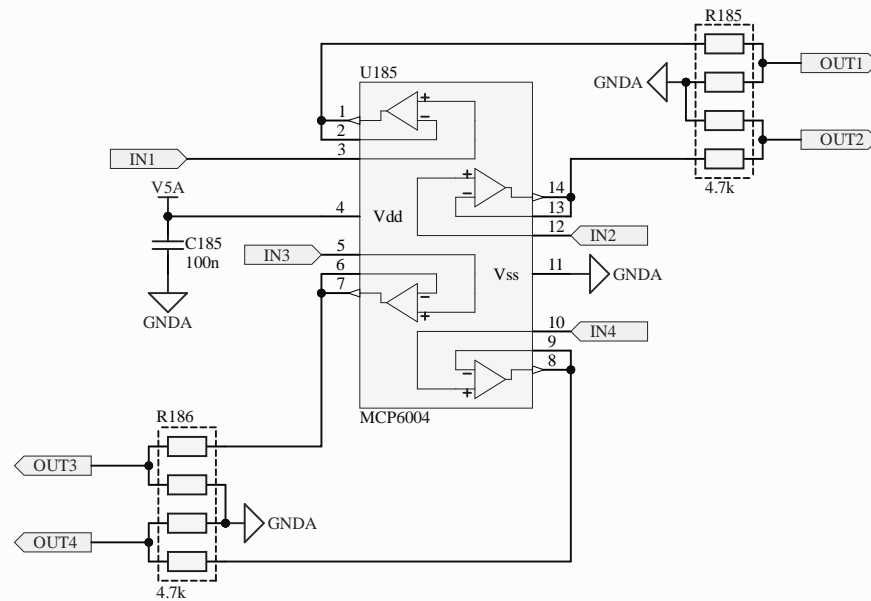 R185
OUT1
GNDA
OUT2
4.7k
U185
1
2
3
IN1
V5A
4
Vdd
C185
100n
GNDA
IN3
5
6
7
14
13
12
IN2
Vss
11
GNDA
10
IN4
9
8
MCP6004
R186
OUT3
GNDA
OUT4
4.7k